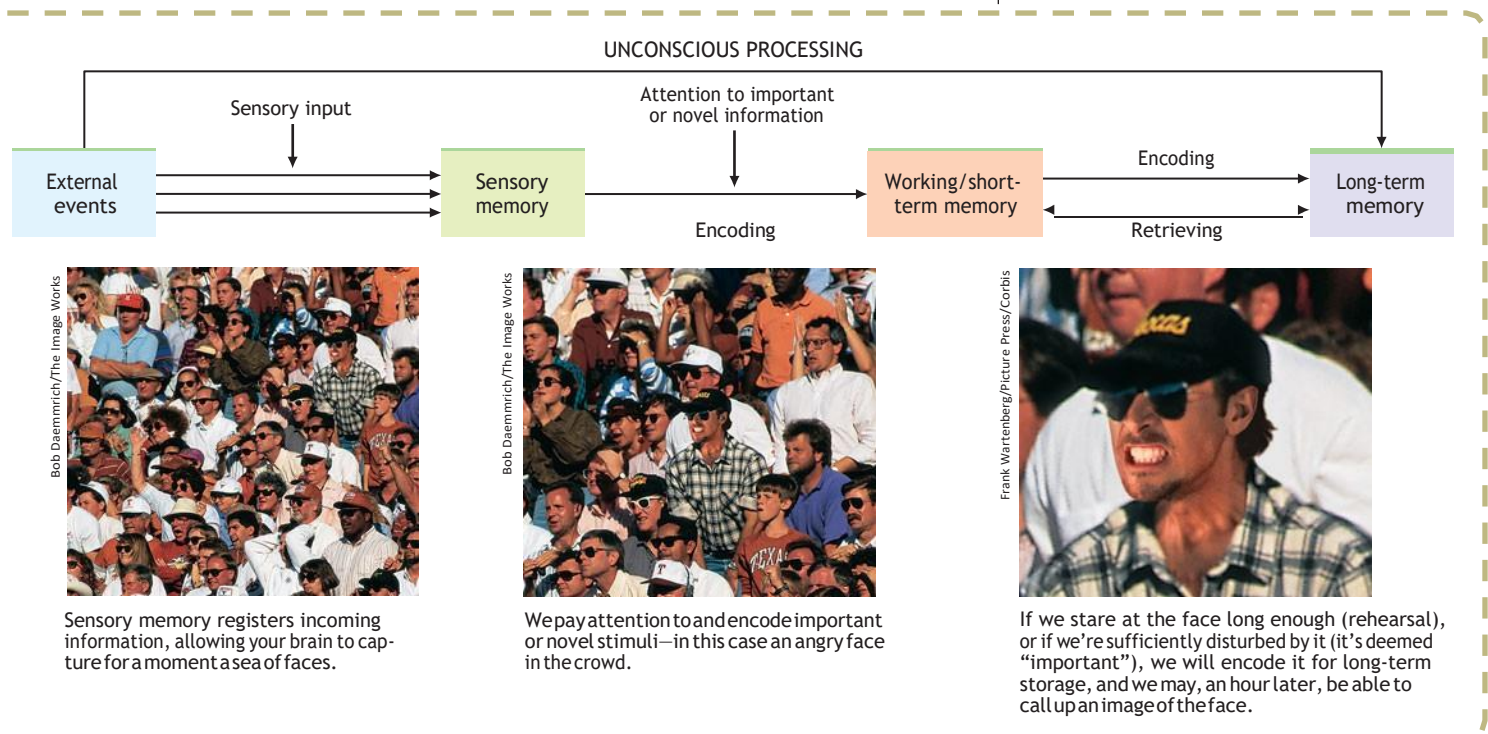 UNCONSCIOUS PROCESSING
Sensory input
Attention to important
or novel information
External
events
Sensory
memory
Encoding
Working/short-
term memory
Encoding
Retrieving
Long-term
memory
Bob Daemmrich/The Image Works
Bob Daemmrich/The Image Works
Frank Wartenberg/Picture Press/Corbis
TEXAS
Sensory memory registers incoming
information, allowing your brain to cap-
ture for a moment a sea of faces.
We pay attention to and encode important
or novel stimuli—in this case an angry face
in the crowd.
If we stare at the face long enough (rehearsal),
or if we're sufficiently disturbed by it (it's deemed
“important”), we will encode it for long-term
storage, and we may, an hour later, be able to
call up an image of the face.